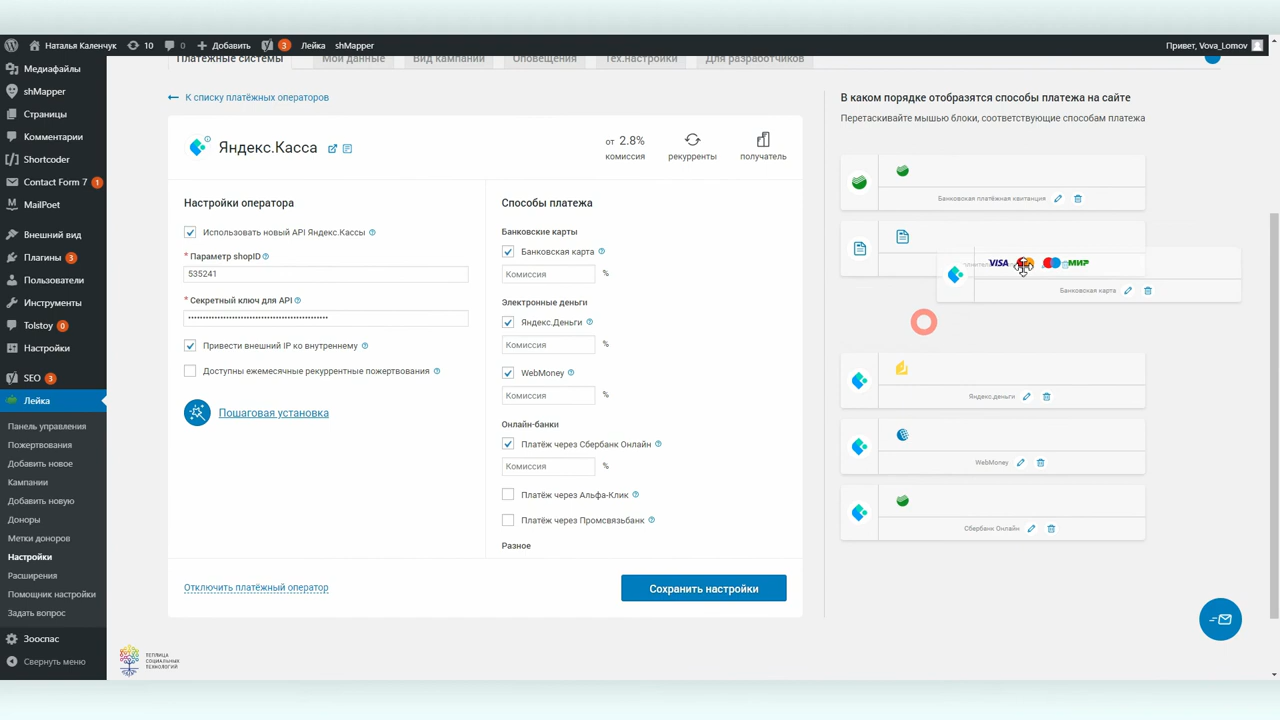 Наталья Каленчук
10
0
Добавить
3
Лейка
shMapper
Привет, Vova_Lomov
Медиафайлы
shMapper
Страницы
Комментарии
Shortcoder
Contact Form 7 1
MailPoet
Внешний вид
Плагины 3
Пользователи
Инструменты
Tolstoy 0
Настройки
SEO 3
Лейка
Панель управления
Пожертвования
Добавить новое
Кампании
Добавить новую
Доноры
Метки доноров
Настройки
Расширения
Помощник настройки
Задать вопрос
Зооспас
Свернуть меню
Платёжные системы
Мои данные
Вид кампаний
Оповещения
Тех.настройки
Для разработчиков
К списку платёжных операторов
Яндекс.Касса
от 2.8%
комиссия
рекурренты
получатель
Настройки оператора
Использовать новый API Яндекс.Кассы
* Параметр shopID
535241
* Секретный ключ для API
Привести внешний IP ко внутреннему
Доступны ежемесячные рекуррентные пожертвования
Пошаговая установка
Способы платежа
Банковские карты
Банковская карта
Комиссия %
Электронные деньги
Яндекс.Деньги
Комиссия %
WebMoney
Комиссия %
Онлайн-банки
Платёж через Сбербанк Онлайн
Комиссия %
Платёж через Альфа-Клик
Платёж через Промсвязьбанк
Разное
Отключить платёжный оператор
Сохранить настройки
В каком порядке отобразятся способы платежа на сайте
Перетаскивайте мышью блоки, соответствующие способам платежа
Банковская платёжная квитанция
VISA
МИР
Банковская карта
Яндекс.деньги
WebMoney
Сбербанк Онлайн
ТЕПЛИЦА
СОЦИАЛЬНЫХ
ТЕХНОЛОГИЙ